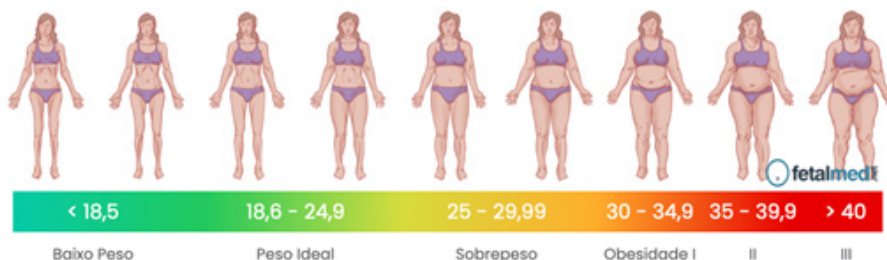 fetalmed
< 18,5 18,6 - 24,9 25 - 29,99 30 - 34,9 35 - 39,9 > 40
Baixo Peso Peso Ideal Sobrepeso Obesidade I II III